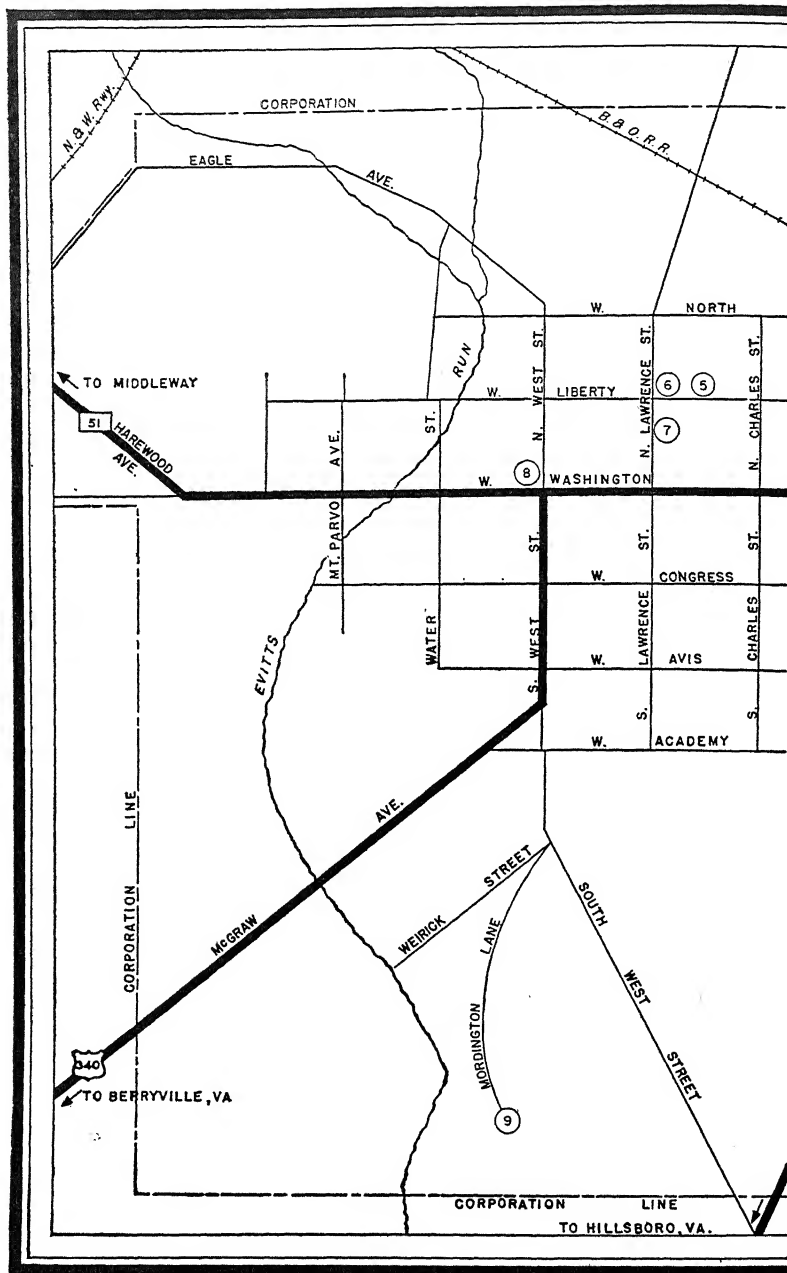 N. & W. Rwy.
CORPORATION
B. & O. R. R.
EAGLE AVE.
W. NORTH
TO MIDDLEWAY
51
HAREWOOD AVE.
RUN
N. WEST ST.
N. LAWRENCE ST.
N. CHARLES ST.
6 5
W. LIBERTY
7
ST.
AVE.
8
W. WASHINGTON
MT. PARVO
ST.
ST.
ST.
W. CONGRESS
EVITTS
WATER
S. WEST
S. LAWRENCE
S. CHARLES
W. AVIS
W. ACADEMY
CORPORATION LINE
McGRAW AVE.
WEIRICK STREET
MORDINGTON LANE
SOUTH WEST STREET
340
TO BERRYVILLE, VA
9
CORPORATION LINE
TO HILLSBORO, VA.